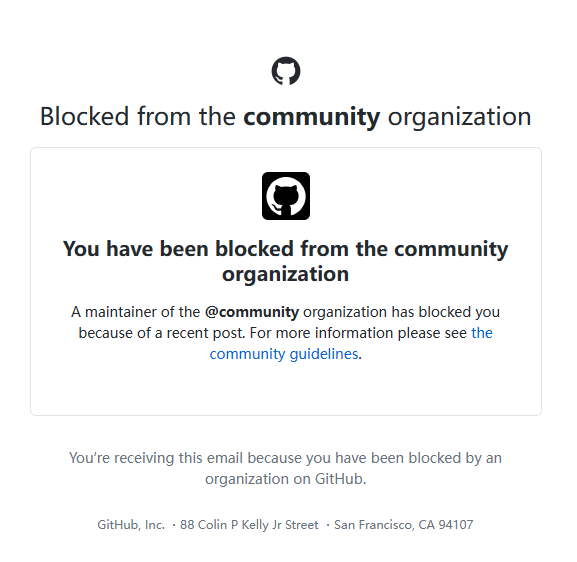 Blocked from the community organization
You have been blocked from the community
organization
A maintainer of the @community organization has blocked you
because of a recent post. For more information please see the
community guidelines.
You’re receiving this email because you have been blocked by an
organization on GitHub.
GitHub, Inc. ・88 Colin P Kelly Jr Street ・San Francisco, CA 94107